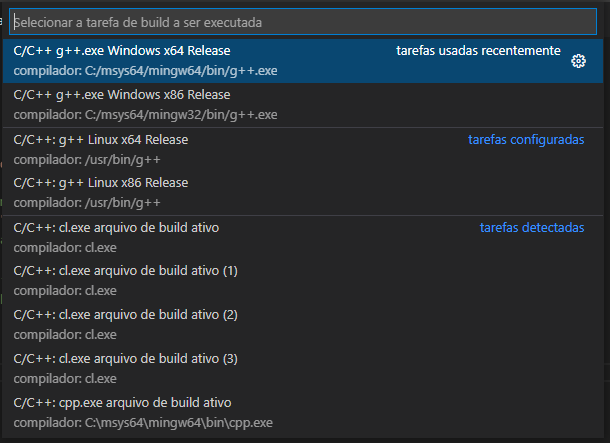 Selecionar a tarefa de build a ser executada
C/C++ g++.exe Windows x64 Release tarefas usadas recentemente
compilador: C:/msys64/mingw64/bin/g++.exe
C/C++ g++.exe Windows x86 Release
compilador: C:/msys64/mingw32/bin/g++.exe
C/C++: g++ Linux x64 Release tarefas configuradas
compilador: /usr/bin/g++
C/C++: g++ Linux x86 Release
compilador: /usr/bin/g++
C/C++: cl.exe arquivo de build ativo tarefas detectadas
compilador: cl.exe
C/C++: cl.exe arquivo de build ativo (1)
compilador: cl.exe
C/C++: cl.exe arquivo de build ativo (2)
compilador: cl.exe
C/C++: cl.exe arquivo de build ativo (3)
compilador: cl.exe
C/C++: cpp.exe arquivo de build ativo
compilador: C:\msys64\mingw64\bin\cpp.exe